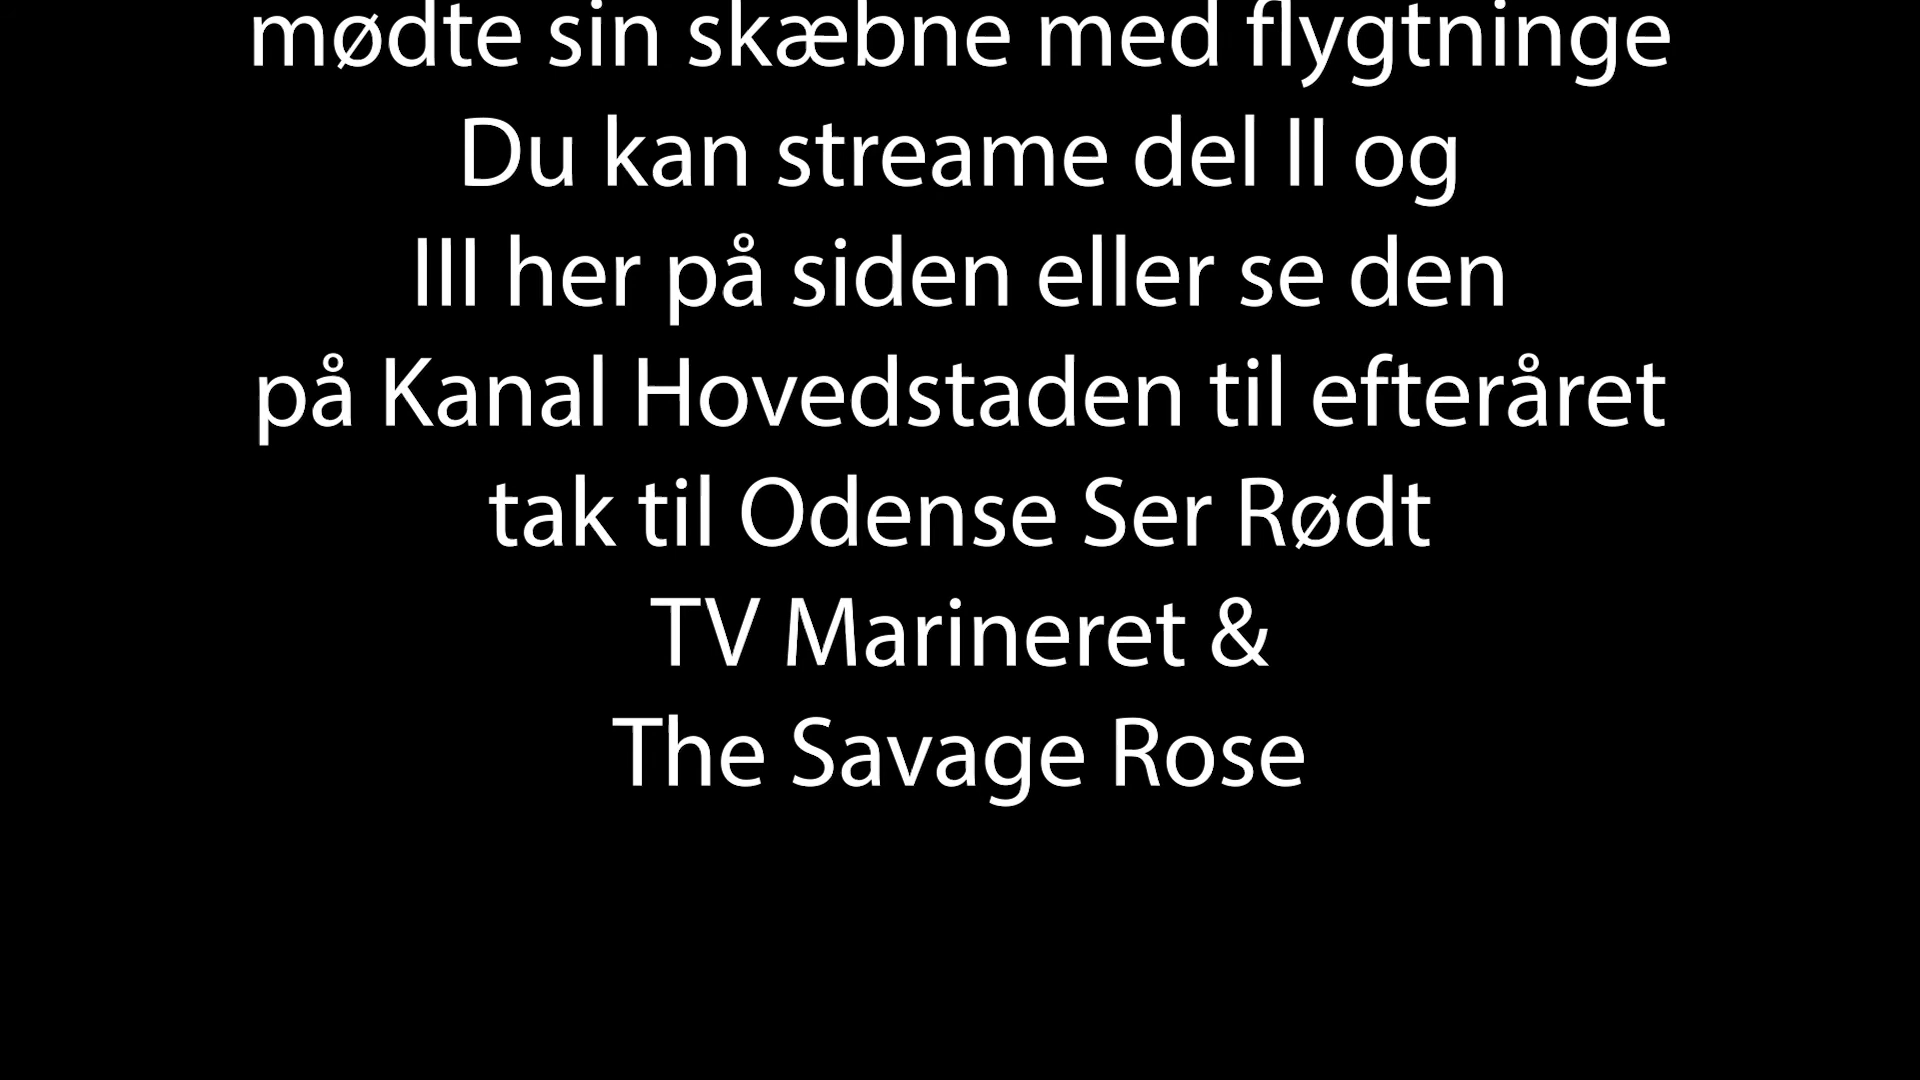 mødte sin skæbne med flygtninge
Du kan streame del II og
III her på siden eller se den
på Kanal Hovedstaden til efteråret
tak til Odense Ser Rødt
TV Marineret &
The Savage Rose